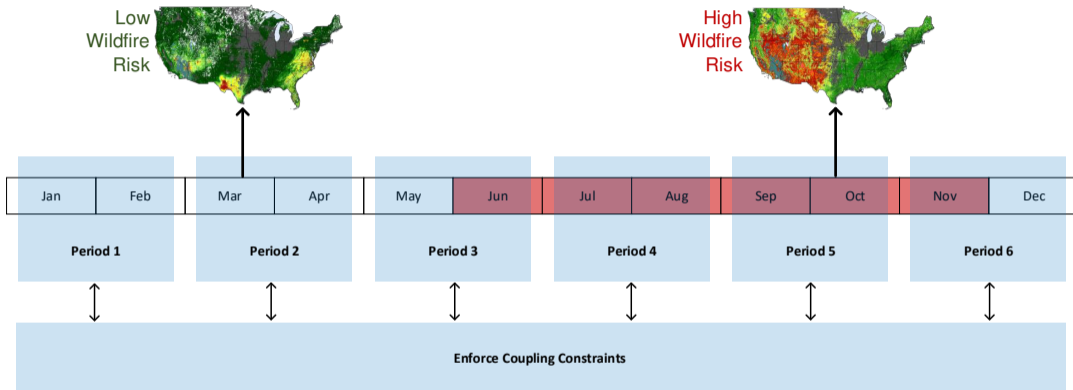 Low
Wildfire
Risk
High
Wildfire
Risk
Jan Feb Mar Apr May Jun Jul Aug Sep Oct Nov Dec
Period 1 Period 2 Period 3 Period 4 Period 5 Period 6
Enforce Coupling Constraints